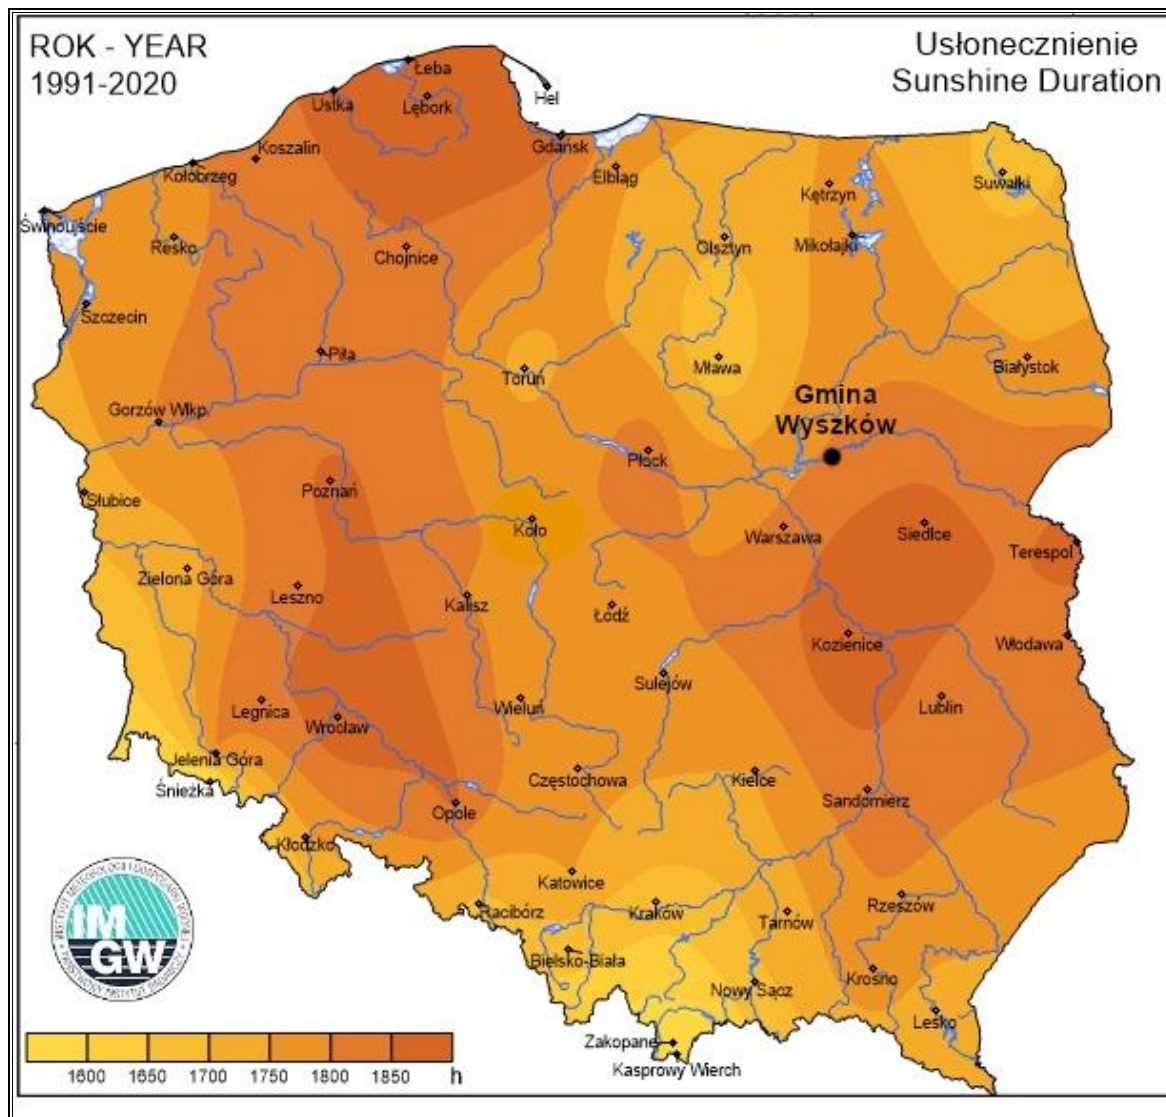 ROK - YEAR
1991-2020
Usłonecznienie
Sunshine Duration
Łeba
Ustka
Lębork
Hel
Koszalin
Gdańsk
Kołobrzeg
Elbląg
Kętrzyn
Suwałki
Świnoujście
Resko
Chojnice
Olsztyn
Mikołajki
Szczecin
Piła
Toruń
Mława
Białystok
Gorzów Wlkp.
Gmina
Wyszków
Płock
Słubice
Poznań
Koło
Warszawa
Siedlce
Terespol
Zielona Góra
Leszno
Kalisz
Łódź
Kozienice
Włodawa
Sulejów
Legnica
Wrocław
Wieluń
Lublin
Jelenia Góra
Śnieżka
Częstochowa
Kielce
Sandomierz
Opole
Kłodzko
Katowice
Racibórz
Kraków
Tarnów
Rzeszów
Bielsko-Biała
Nowy Sącz
Krosno
Lesko
Zakopane
Kasprowy Wierch
IM
GW
1600 1650 1700 1750 1800 1850 h